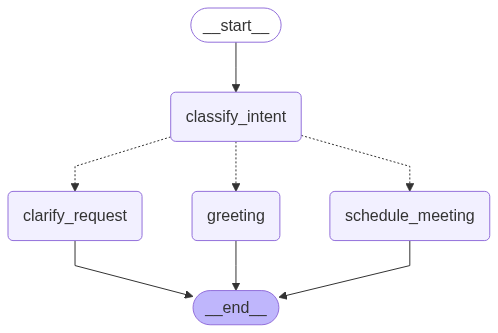 __start__
classify_intent
clarify_request
greeting
schedule_meeting
__end__